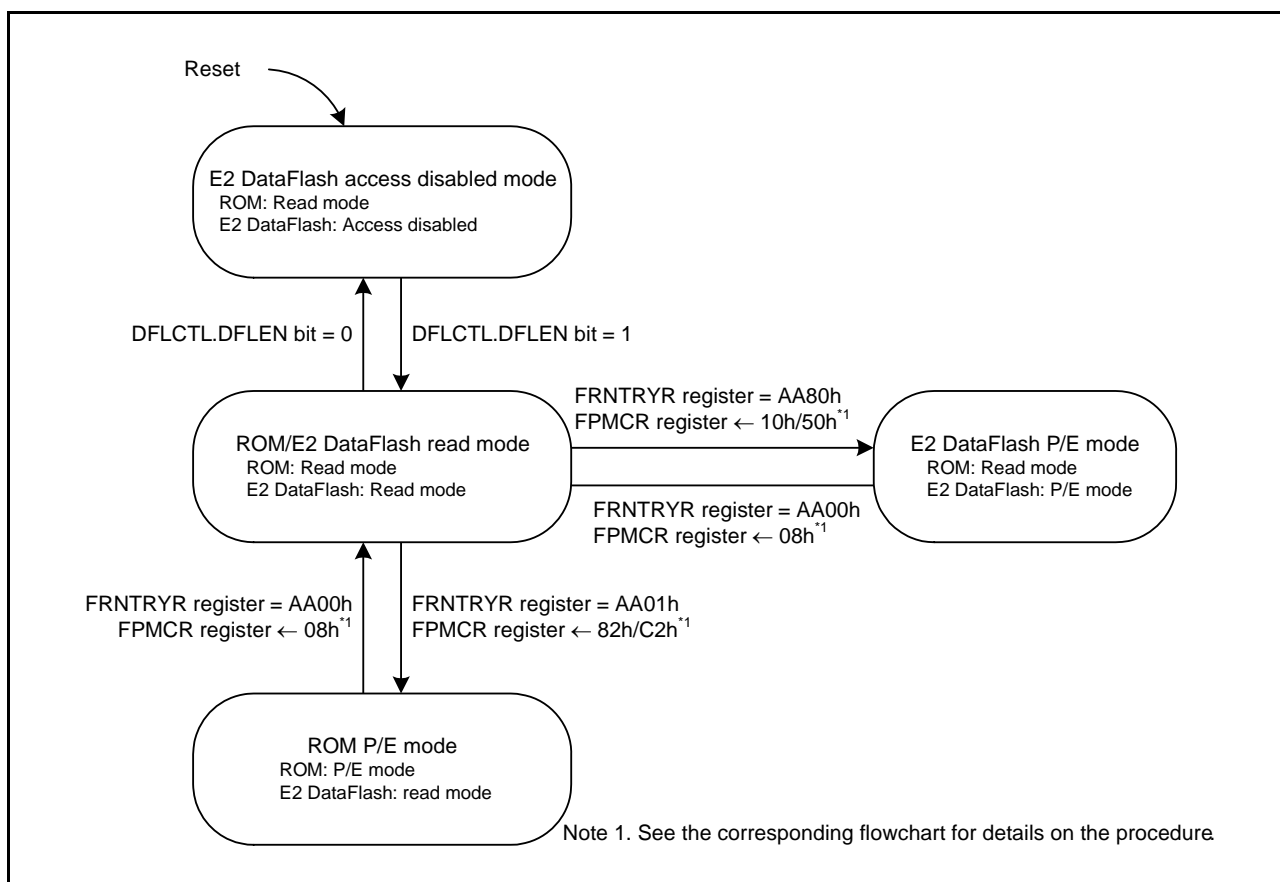 Reset
E2 DataFlash access disabled mode
ROM: Read mode
E2 DataFlash: Access disabled
DFLCTL.DFLEN bit = 0
DFLCTL.DFLEN bit = 1
FRNTRYR register = AA80h
FPMCR register ← 10h/50h*1
ROM/E2 DataFlash read mode
ROM: Read mode
E2 DataFlash: Read mode
E2 DataFlash P/E mode
ROM: Read mode
E2 DataFlash: P/E mode
FRNTRYR register = AA00h
FPMCR register ← 08h*1
FRNTRYR register = AA00h
FPMCR register ← 08h*1
FRNTRYR register = AA01h
FPMCR register ← 82h/C2h*1
ROM P/E mode
ROM: P/E mode
E2 DataFlash: read mode
Note 1. See the corresponding flowchart for details on the procedure.